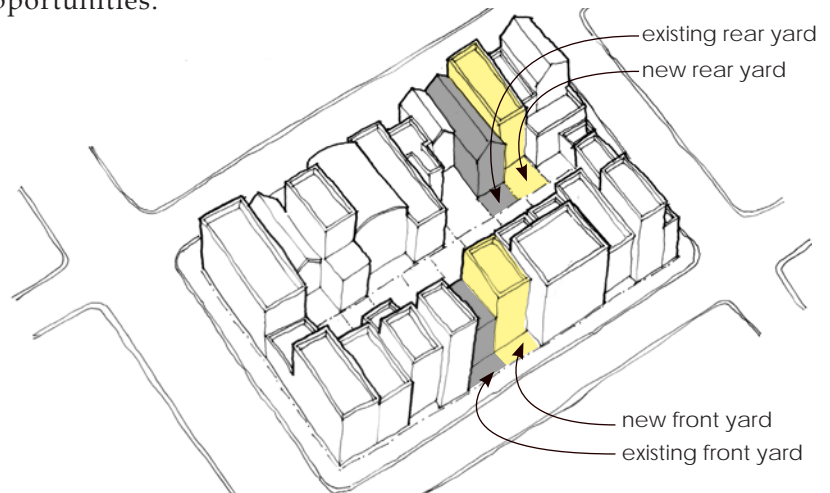 opportunities.
existing rear yard
new rear yard
new front yard
existing front yard